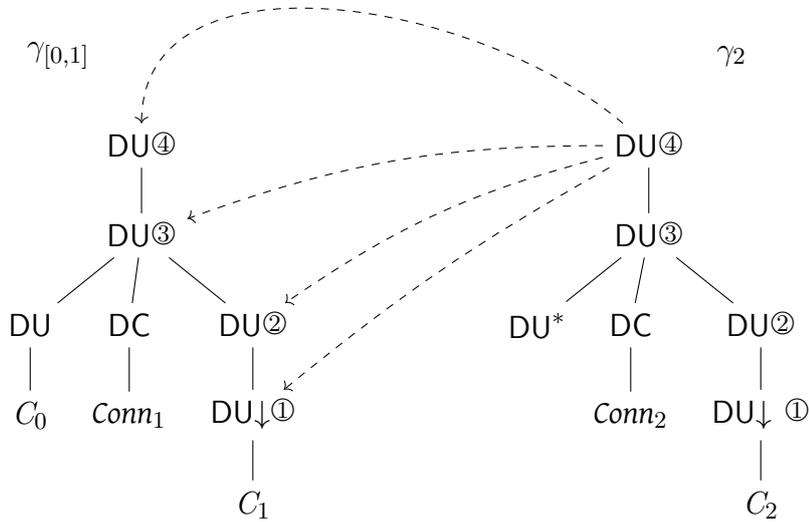 γ[0,1] γ2
DU④ DU④
DU③ DU③
DU DC DU② DU* DC DU②
C0 Conn1 DU↓① Conn2 DU↓ ①
C1 C2